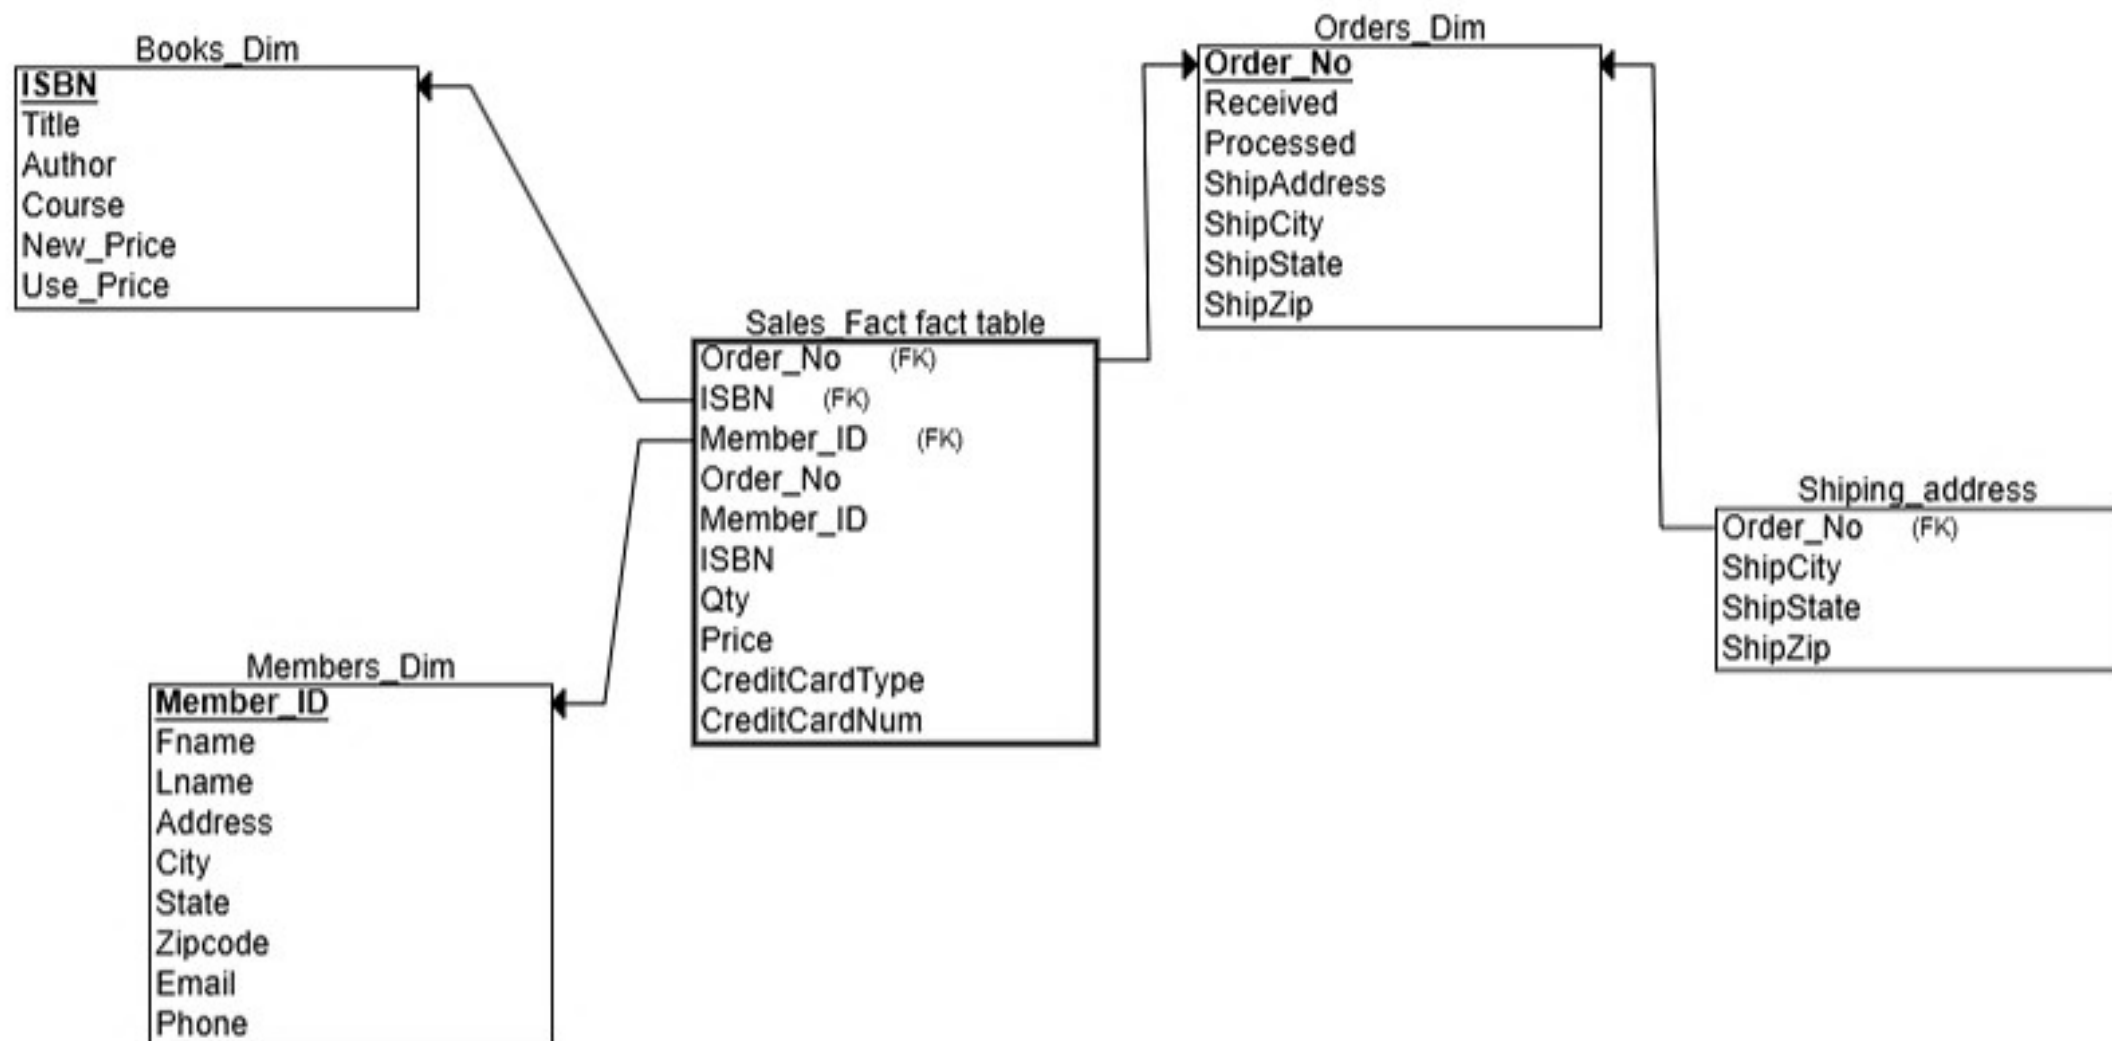 Books_Dim
ISBN
Title
Author
Course
New_Price
Use_Price
Orders_Dim
Order_No
Received
Processed
ShipAddress
ShipCity
ShipState
ShipZip
Sales_Fact fact table
Order_No (FK)
ISBN (FK)
Member_ID (FK)
Order_No
Member_ID
ISBN
Qty
Price
CreditCardType
CreditCardNum
Shiping_address
Order_No (FK)
ShipCity
ShipState
ShipZip
Members_Dim
Member_ID
Fname
Lname
Address
City
State
Zipcode
Email
Phone